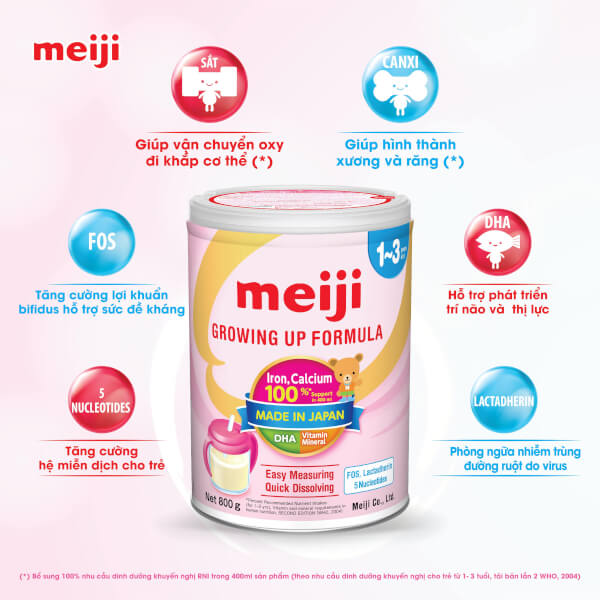 meiji
SẮT
Giúp vận chuyển oxy
đi khắp cơ thể (*)
CANXI
Giúp hình thành
xương và răng (*)
FOS
Tăng cường lợi khuẩn
bifidus hỗ trợ sức đề kháng
DHA
Hỗ trợ phát triển
trí não và thị lực
5
NUCLEOTIDES
Tăng cường
hệ miễn dịch cho trẻ
LACTADHERIN
Phòng ngừa nhiễm trùng
đường ruột do virus
1~3
meiji
GROWING UP FORMULA
Iron, Calcium
100%* Support
in 400 ml
MADE IN JAPAN
DHA
Vitamin
Mineral
Easy Measuring
Quick Dissolving
FOS, Lactadherin
5 Nucleotides
Net 800 g
Meiji Co., Ltd.
(*) Bổ sung 100% nhu cầu dinh dưỡng khuyến nghị RNI trong 400ml sản phẩm (theo nhu cầu dinh dưỡng khuyến nghị cho trẻ từ 1- 3 tuổi, tái bản lần 2 WHO, 2004)